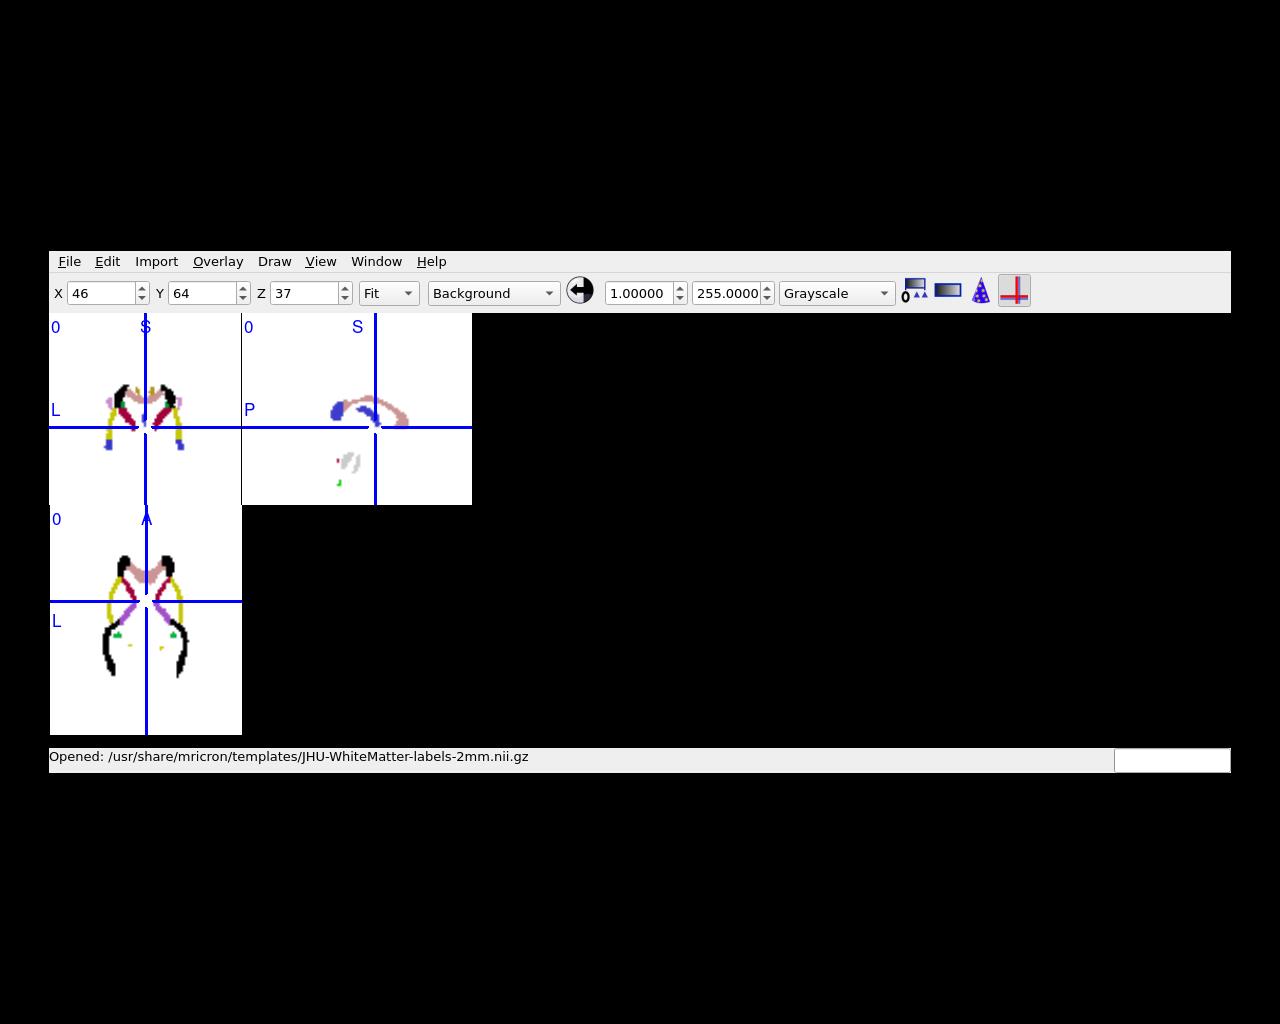 File Edit Import Overlay Draw View Window Help
X 46 Y 64 Z 37 Fit Background 1.00000 255.0000 Grayscale
0 S 0 S
L P
0 A
L
Opened: /usr/share/mricron/templates/JHU-WhiteMatter-labels-2mm.nii.gz